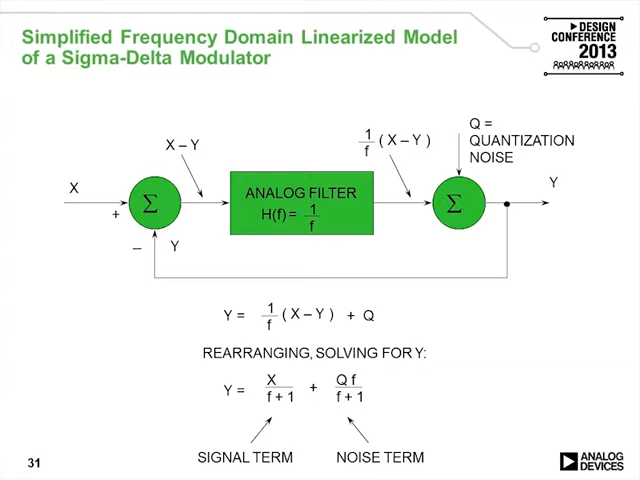 Simplified Frequency Domain Linearized Model
of a Sigma-Delta Modulator
DESIGN
CONFERENCE
2013
Q =
QUANTIZATION
NOISE
X – Y
1/f ( X – Y )
X
+
Σ
ANALOG FILTER
H(f) = 1/f
Σ
Y
–
Y
Y = 1/f ( X – Y ) + Q
REARRANGING, SOLVING FOR Y:
Y = X/f + 1 + Q f/f + 1
SIGNAL TERM
NOISE TERM
31
ANALOG
DEVICES